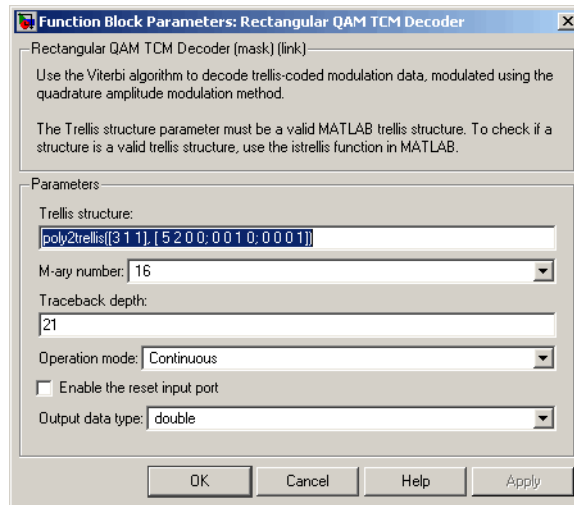 Function Block Parameters: Rectangular QAM TCM Decoder
Rectangular QAM TCM Decoder (mask) (link)
Use the Viterbi algorithm to decode trellis-coded modulation data, modulated using the
quadrature amplitude modulation method.
The Trellis structure parameter must be a valid MATLAB trellis structure. To check if a
structure is a valid trellis structure, use the istrellis function in MATLAB.
Parameters
Trellis structure:
poly2trellis([3 1 1], [ 5 2 0 0; 0 0 1 0; 0 0 0 1])
M-ary number: 16
Traceback depth:
21
Operation mode: Continuous
Enable the reset input port
Output data type: double
OK Cancel Help Apply